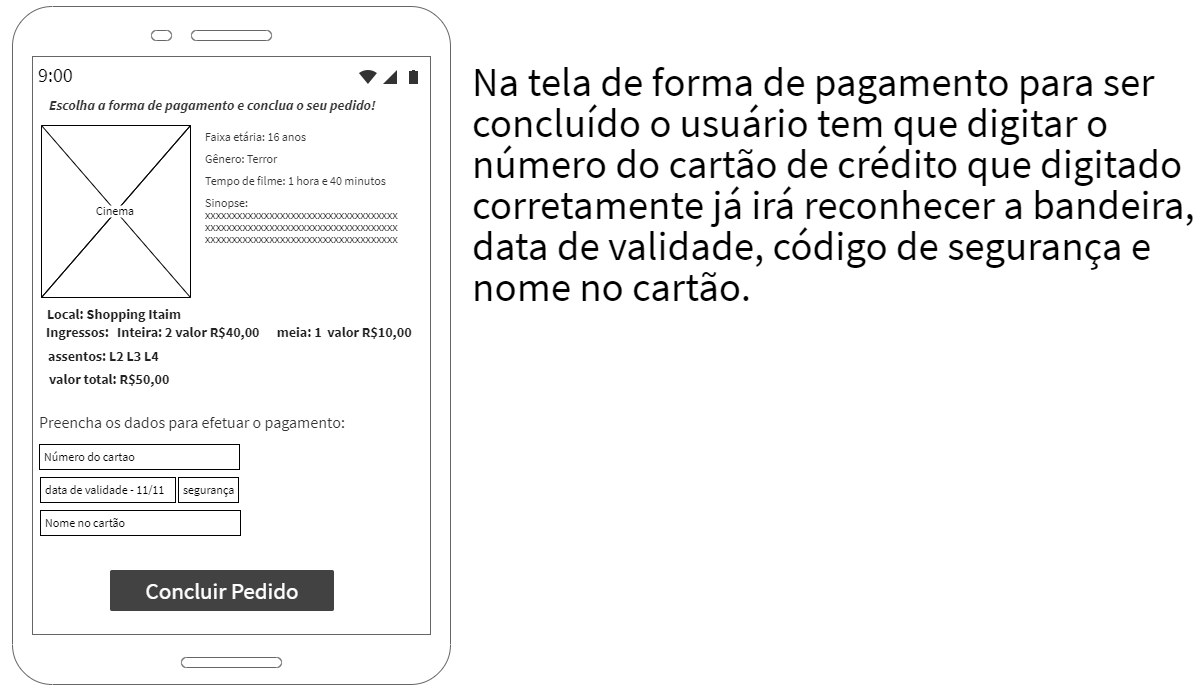 9:00
Escolha a forma de pagamento e conclua o seu pedido!
Cinema
Faixa etária: 16 anos
Gênero: Terror
Tempo de filme: 1 hora e 40 minutos
Sinopse:
xxxxxxxxxxxxxxxxxxxxxxxxxxxxxxxxxxxxx
xxxxxxxxxxxxxxxxxxxxxxxxxxxxxxxxxxxxx
xxxxxxxxxxxxxxxxxxxxxxxxxxxxxxxxxxxxx
Local: Shopping Itaim
Ingressos: Inteira: 2 valor R$40,00 meia: 1 valor R$10,00
assentos: L2 L3 L4
valor total: R$50,00
Preencha os dados para efetuar o pagamento:
Número do cartao
data de validade - 11/11 segurança
Nome no cartão
Concluir Pedido
Na tela de forma de pagamento para ser
concluído o usuário tem que digitar o
número do cartão de crédito que digitado
corretamente já irá reconhecer a bandeira,
data de validade, código de segurança e
nome no cartão.